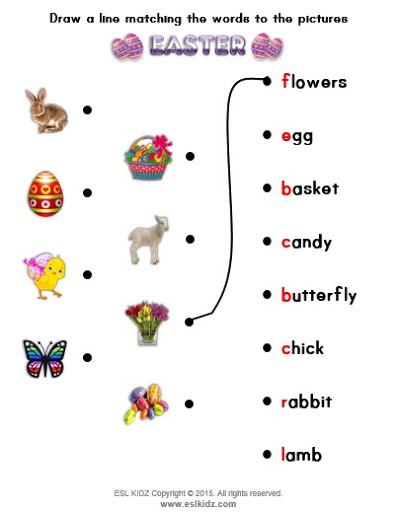 Draw a line matching the words to the pictures
EASTER
flowers
egg
basket
candy
butterfly
chick
rabbit
lamb
ESL KIDZ Copyright © 2015. All rights reserved.
www.eslkidz.com